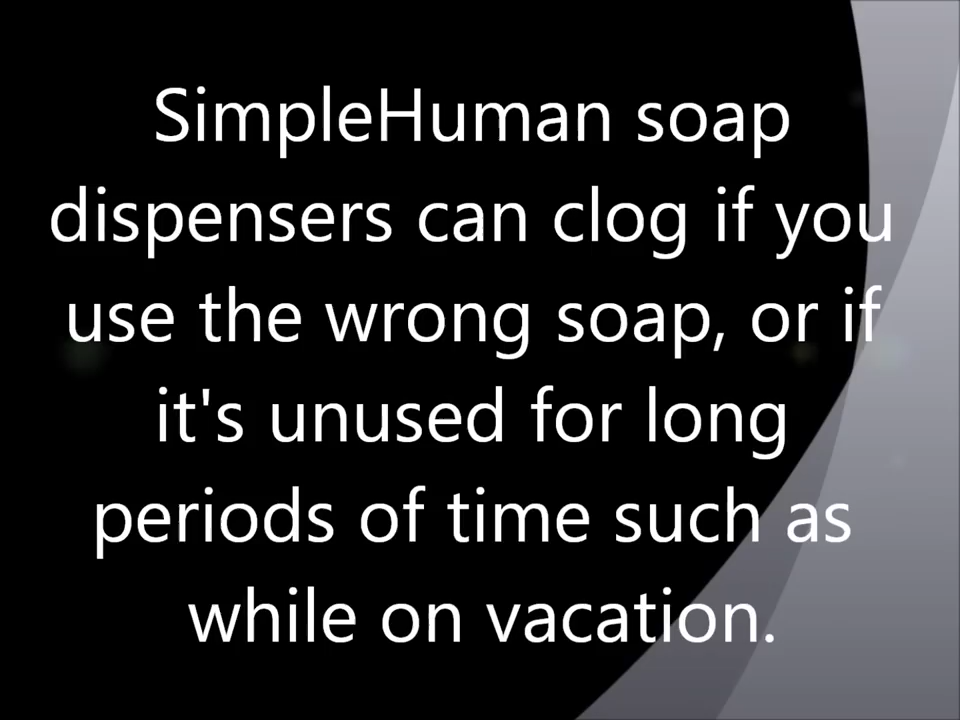 SimpleHuman soap
dispensers can clog if you
use the wrong soap, or if
it's unused for long
periods of time such as
while on vacation.